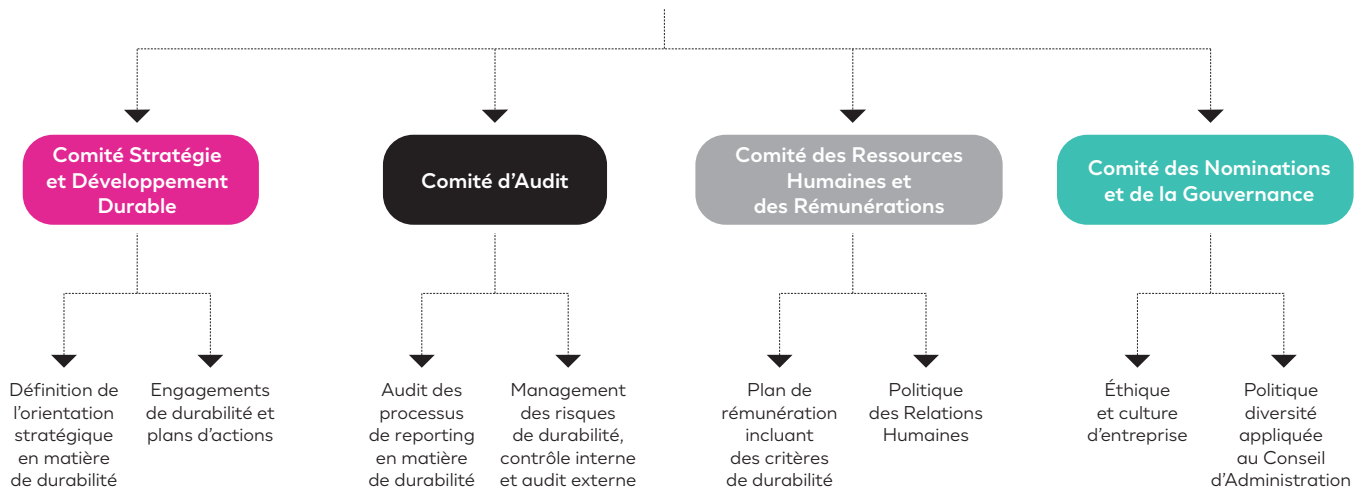 Comité Stratégie
et Développement
Durable
Comité d'Audit
Comité des Ressources
Humaines et
des Rémunérations
Comité des Nominations
et de la Gouvernance
Définition de
l'orientation
stratégique
en matière
de durabilité
Engagements
de durabilité et
plans d'actions
Audit des
processus
de reporting
en matière
de durabilité
Management
des risques
de durabilité,
contrôle interne
et audit externe
Plan de
rémunération
incluant
des critères
de durabilité
Politique
des Relations
Humaines
Éthique
et culture
d'entreprise
Politique
diversité
appliquée
au Conseil
d'Administration